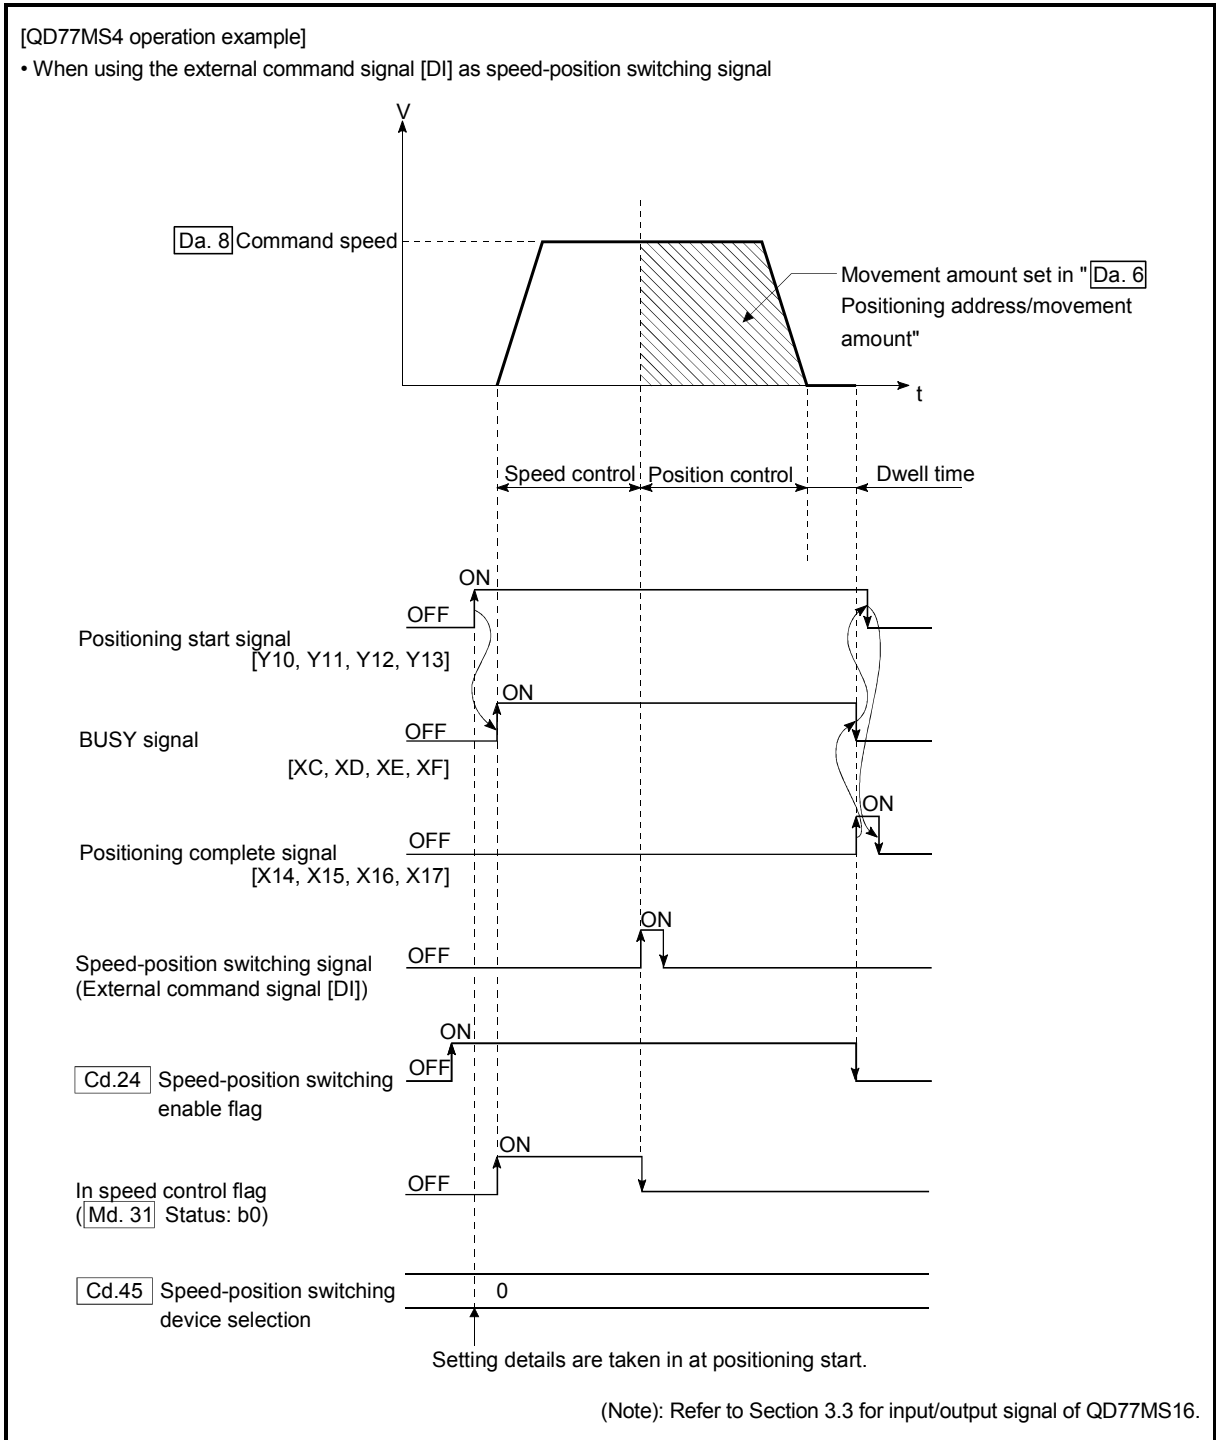 [QD77MS4 operation example]
• When using the external command signal [DI] as speed-position switching signal
V
Da. 8 Command speed
Movement amount set in " Da. 6
Positioning address/movement
amount"
t
Speed control Position control Dwell time
ON
OFF
Positioning start signal
[Y10, Y11, Y12, Y13]
ON
OFF
BUSY signal
[XC, XD, XE, XF]
ON
OFF
Positioning complete signal
[X14, X15, X16, X17]
ON
OFF
Speed-position switching signal
(External command signal [DI])
ON
OFF
Cd.24 Speed-position switching
enable flag
ON
OFF
In speed control flag
( Md. 31 Status: b0)
Cd.45 Speed-position switching
device selection
0
Setting details are taken in at positioning start.
(Note): Refer to Section 3.3 for input/output signal of QD77MS16.